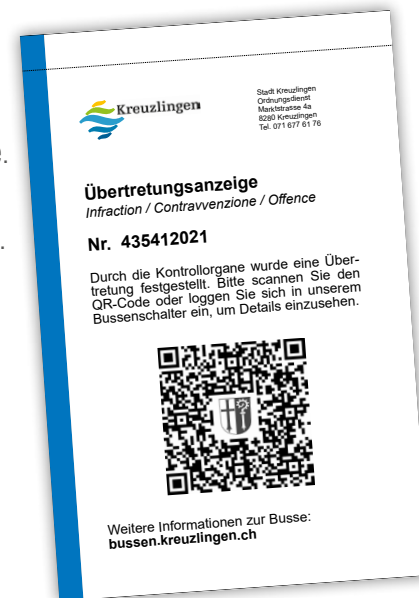 Kreuzlingen
Stadt Kreuzlingen
Ordnungsdienst
Marktstrasse 4a
8280 Kreuzlingen
Tel. 071 677 61 76
Übertretungsanzeige
Infraction / Contravvenzione / Offence
Nr. 435412021
Durch die Kontrollorgane wurde eine Über-
tretung festgestellt. Bitte scannen Sie den
QR-Code oder loggen Sie sich in unserem
Bussenschalter ein, um Details einzusehen.
Weitere Informationen zur Busse:
bussen.kreuzlingen.ch